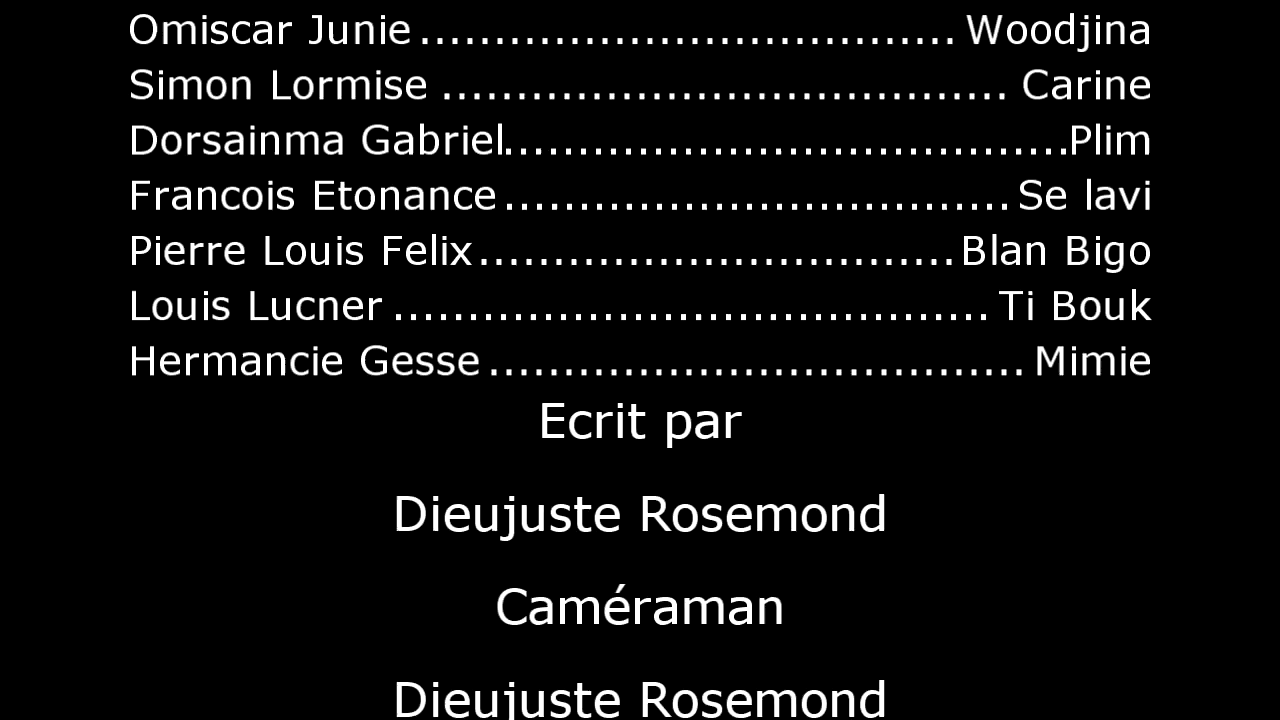 Omiscar Junie.................................... Woodjina
Simon Lormise ...................................... Carine
Dorsainma Gabriel......................................Plim
Francois Etonance.................................. Se lavi
Pierre Louis Felix................................Blan Bigo
Louis Lucner ........................................ Ti Bouk
Hermancie Gesse.................................... Mimie
Ecrit par
Dieujuste Rosemond
Caméraman
Dieujuste Rosemond